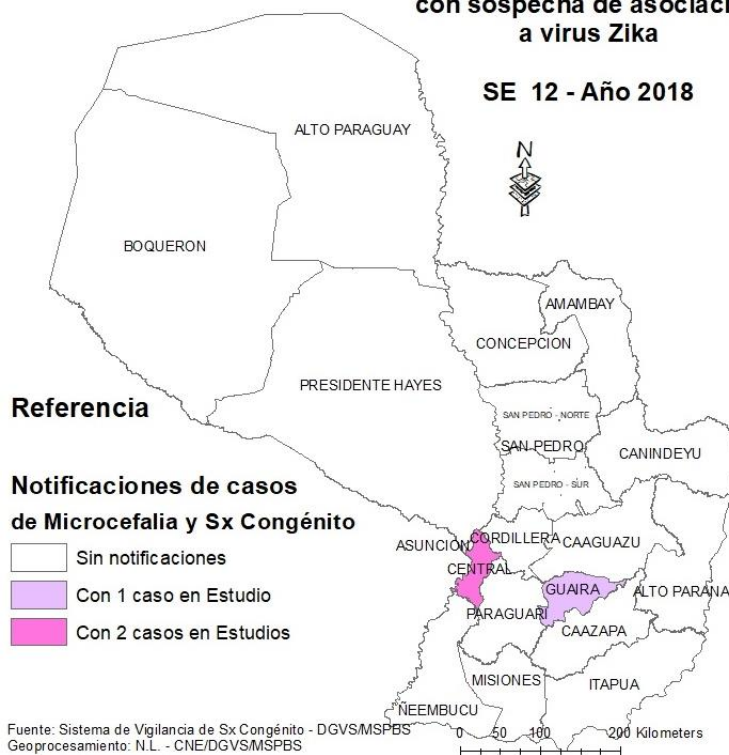 con sospecha de
a virus Zika
SE 12 - Año 2018
N
ALTO PARAGUAY
BOQUERON
AMAMBAY
CONCEPCION
PRESIDENTE HAYES
SAN PEDRO - NORTE
SAN PEDRO
CANINDEYU
SAN PEDRO - SUR
Referencia
Notificaciones de casos
de Microcefalia y Sx Congénito
Sin notificaciones
Con 1 caso en Estudio
Con 2 casos en Estudios
ASUNCION
CORDILLERA
CAAGUAZU
CENTRAL
GUAIRA
ALTO PARANA
PARAGUARI
CAAZAPA
MISIONES
ITAPUA
ÑEEMBUCU
Fuente: Sistema de Vigilancia de Sx Congénito - DGVS/MSPBS
Geoprocesamiento: N.L. - CNE/DGVS/MSPBS
0 50 100 200 Kilometers